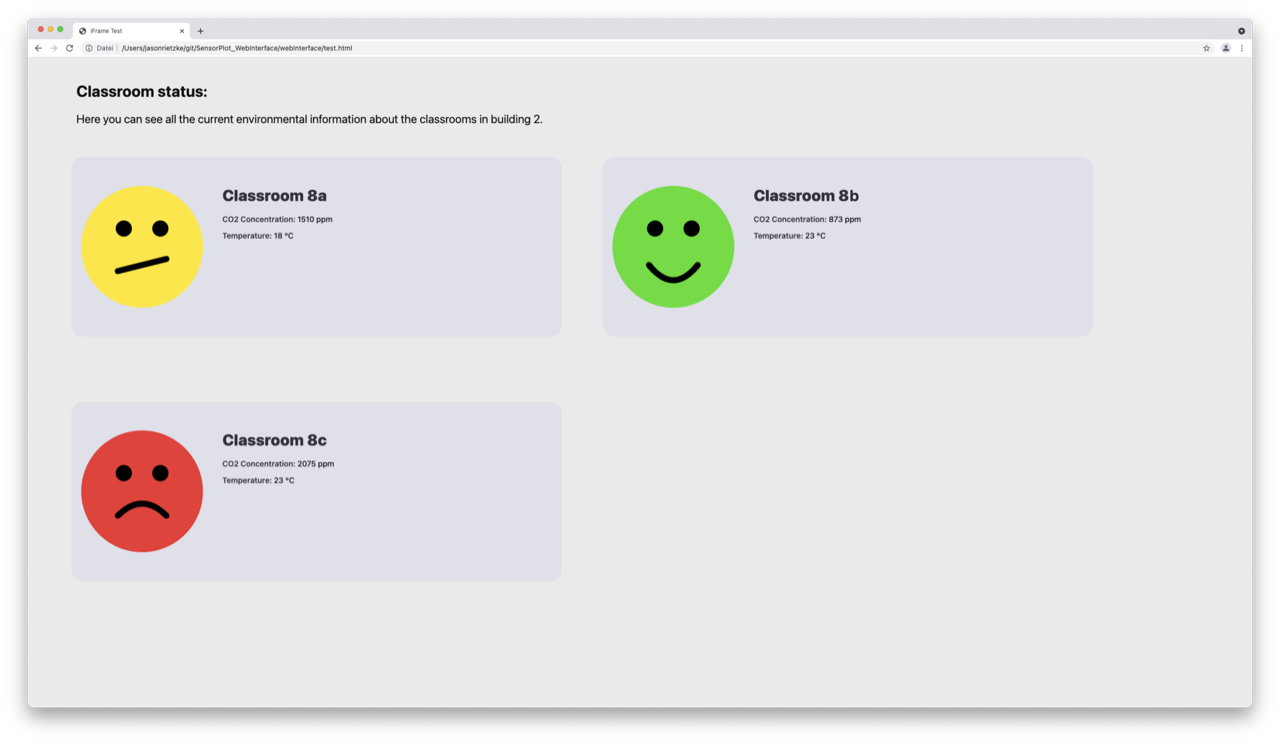 iFrame Test
Datei /Users/jasonrietzke/git/SensorPlot_WebInterface/webinterface/test.html
Classroom status:
Here you can see all the current environmental information about the classrooms in building 2.
Classroom 8a
CO2 Concentration: 1510 ppm
Temperature: 18 °C
Classroom 8b
CO2 Concentration: 873 ppm
Temperature: 23 °C
Classroom 8c
CO2 Concentration: 2075 ppm
Temperature: 23 °C